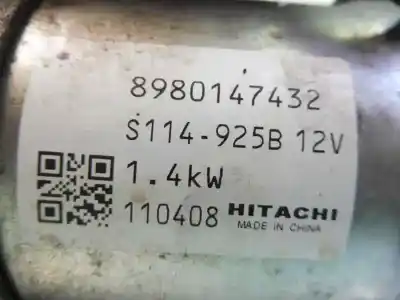 8980147432
S114-925B 12V
1.4kW
110408 HITACHI
MADE IN CHINA